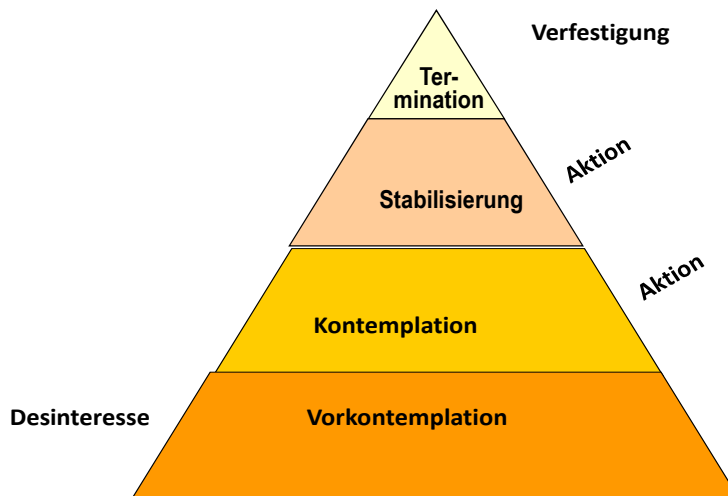 Verfestigung
Ter-
mination
Aktion
Stabilisierung
Aktion
Kontemplation
Desinteresse
Vorkontemplation